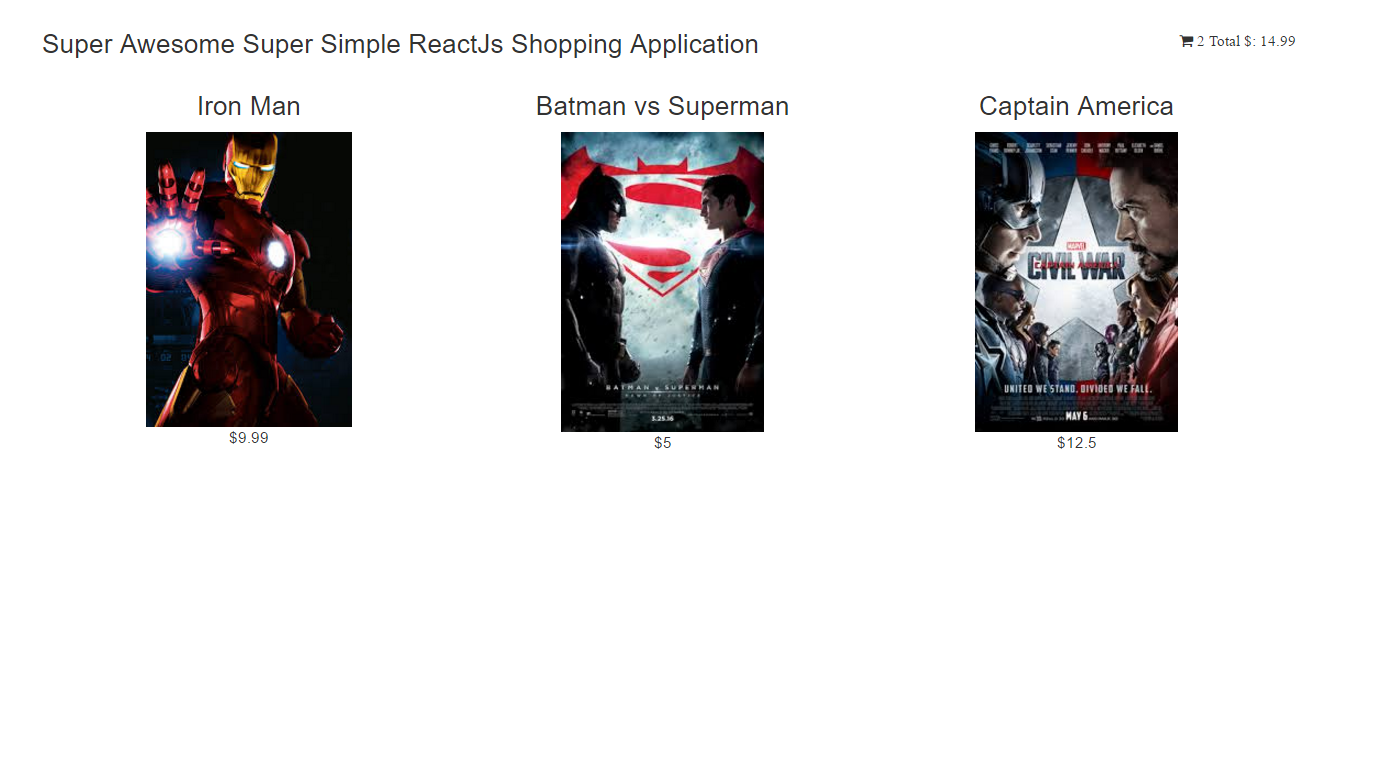 Super Awesome Super Simple ReactJs Shopping Application
2 Total $: 14.99
Iron Man
Batman vs Superman
Captain America
MARVEL
CAPTAIN AMERICA
CIVIL WAR
BATMAN v SUPERMAN
DAWN OF JUSTICE
3.25.16
UNITED WE STAND. DIVIDED WE FALL.
MAY 6
$9.99
$5
$12.5